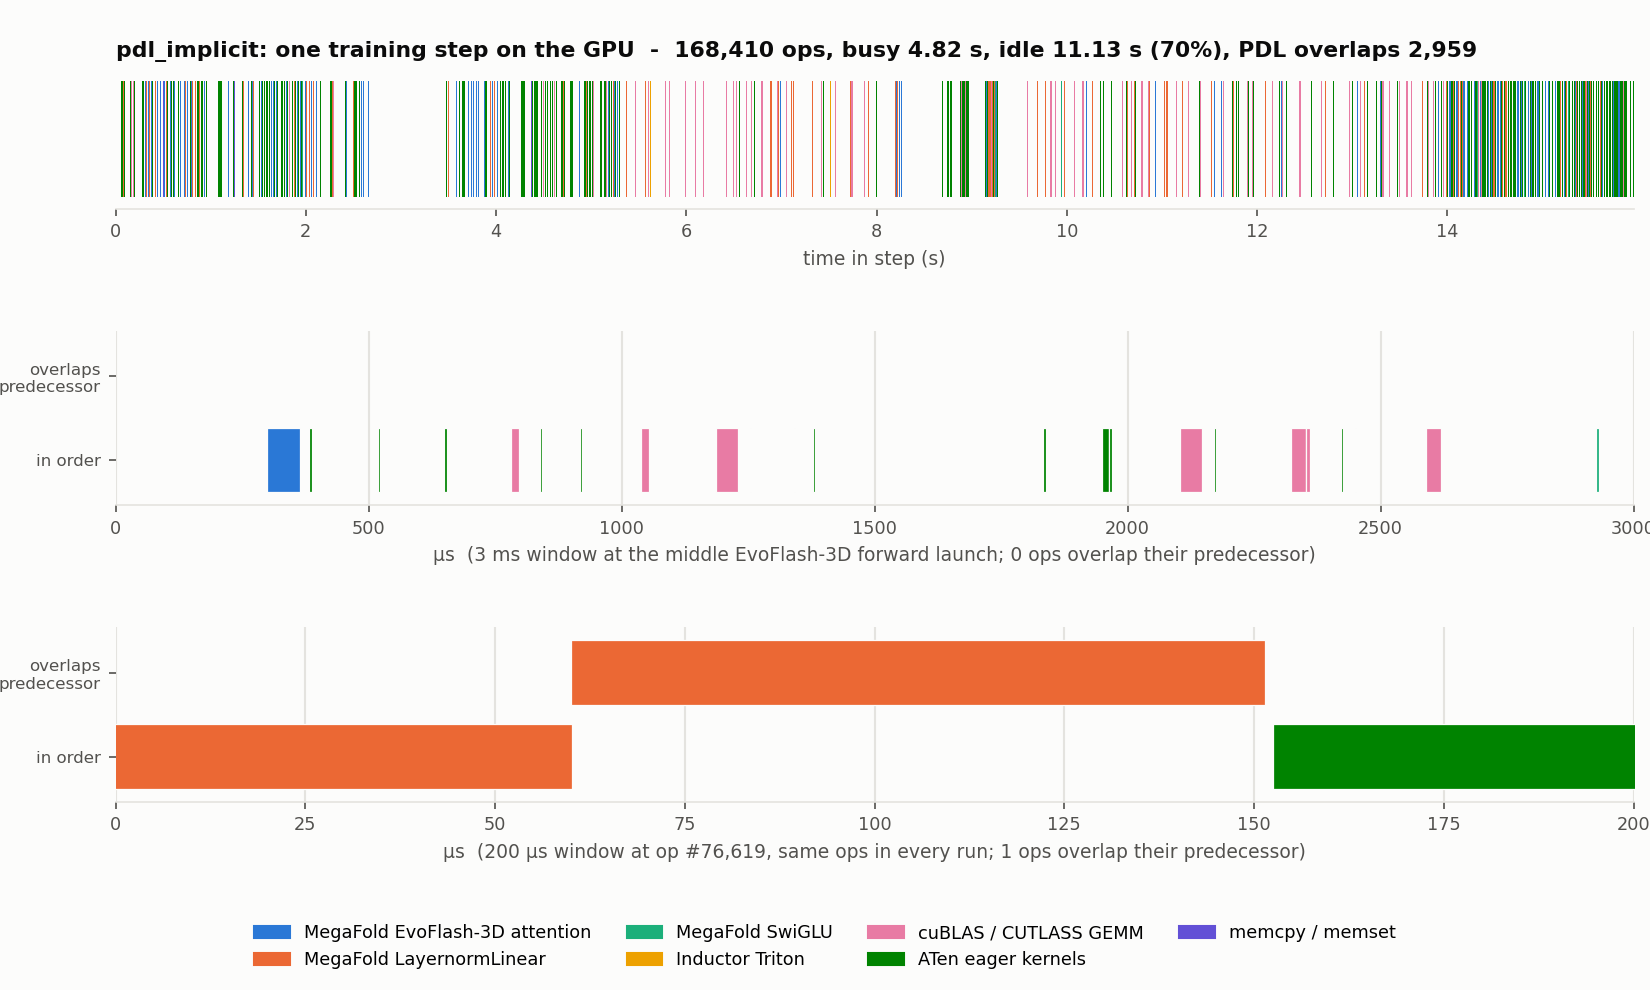 pdl_implicit: one training step on the GPU - 168,410 ops, busy 4.82 s, idle 11.13 s (70%), PDL overlaps 2,959
0 2 4 6 8 10 12 14
time in step (s)
overlaps
predecessor
in order
0 500 1000 1500 2000 2500 3000
µs (3 ms window at the middle EvoFlash-3D forward launch; 0 ops overlap their predecessor)
overlaps
predecessor
in order
0 25 50 75 100 125 150 175 200
µs (200 µs window at op #76,619, same ops in every run; 1 ops overlap their predecessor)
MegaFold EvoFlash-3D attention MegaFold SwiGLU cuBLAS / CUTLASS GEMM memcpy / memset
MegaFold LayernormLinear Inductor Triton ATen eager kernels